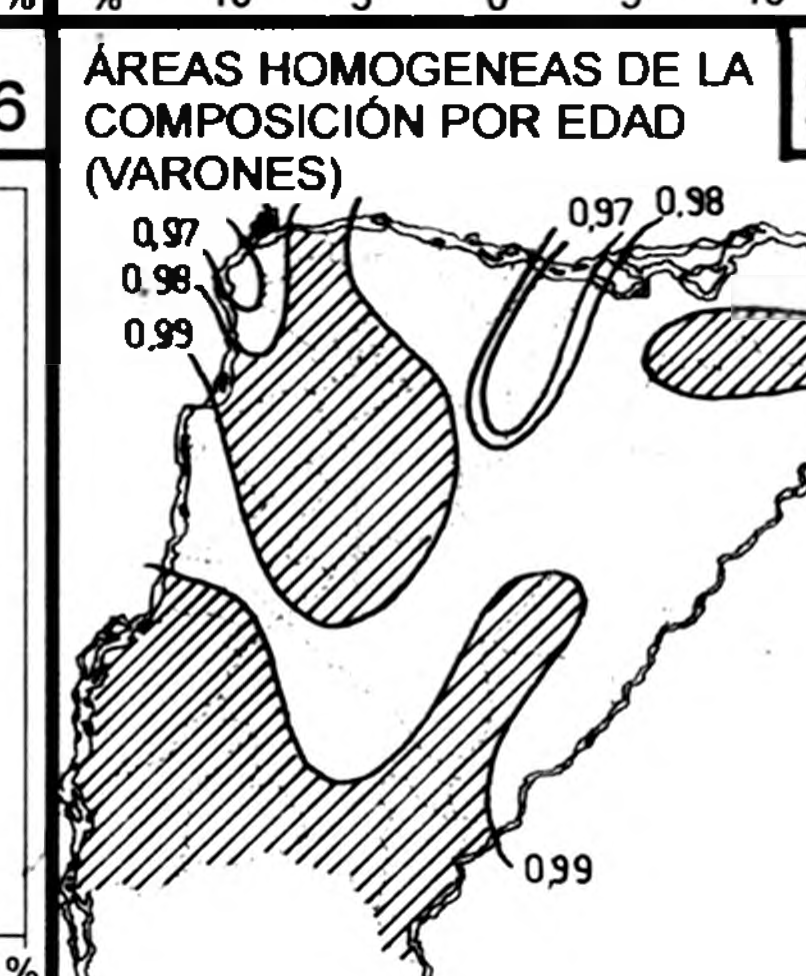 6
ÁREAS HOMOGENEAS DE LA
COMPOSICIÓN POR EDAD
(VARONES)
0,97
0,98
0,99
0,97
0.98
0,99
%